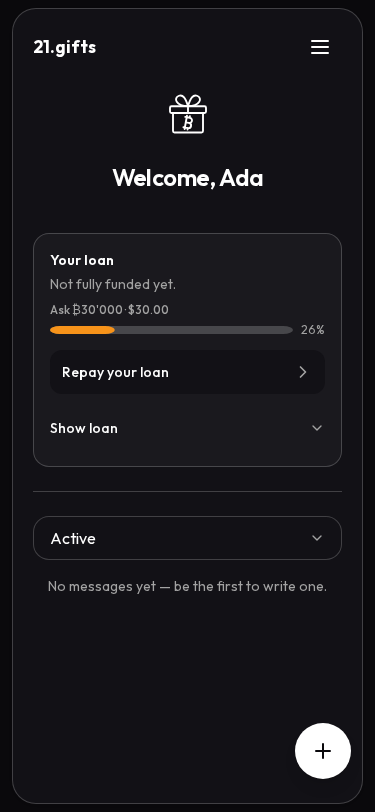 21.gifts
Welcome, Ada
Your loan
Not fully funded yet.
Ask ₿30'000 · $30.00
26%
Repay your loan
Show loan
Active
No messages yet — be the first to write one.